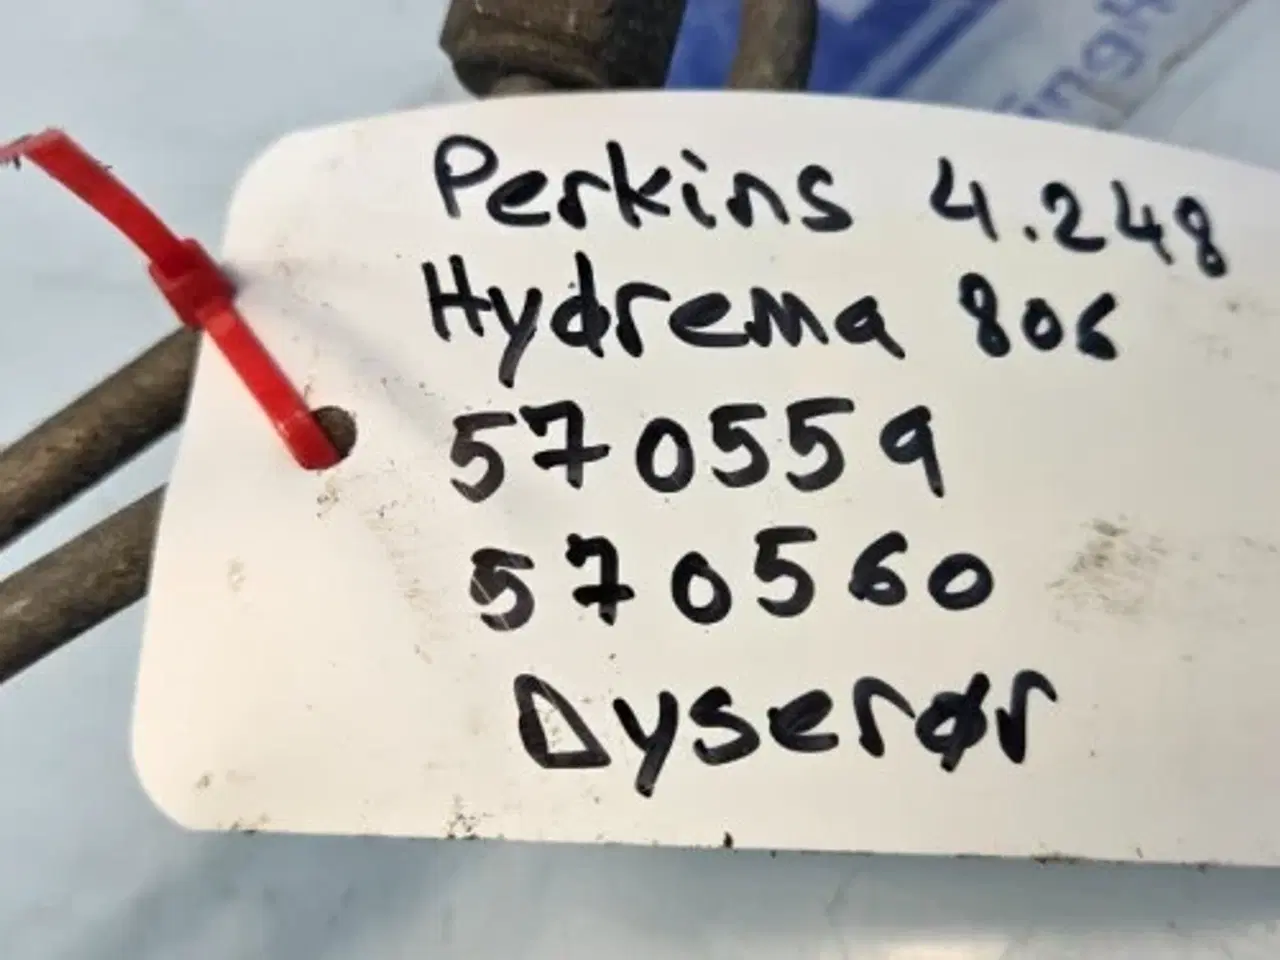 Perkins 4.248
Hydrema 806
570559
570560
Dyserør